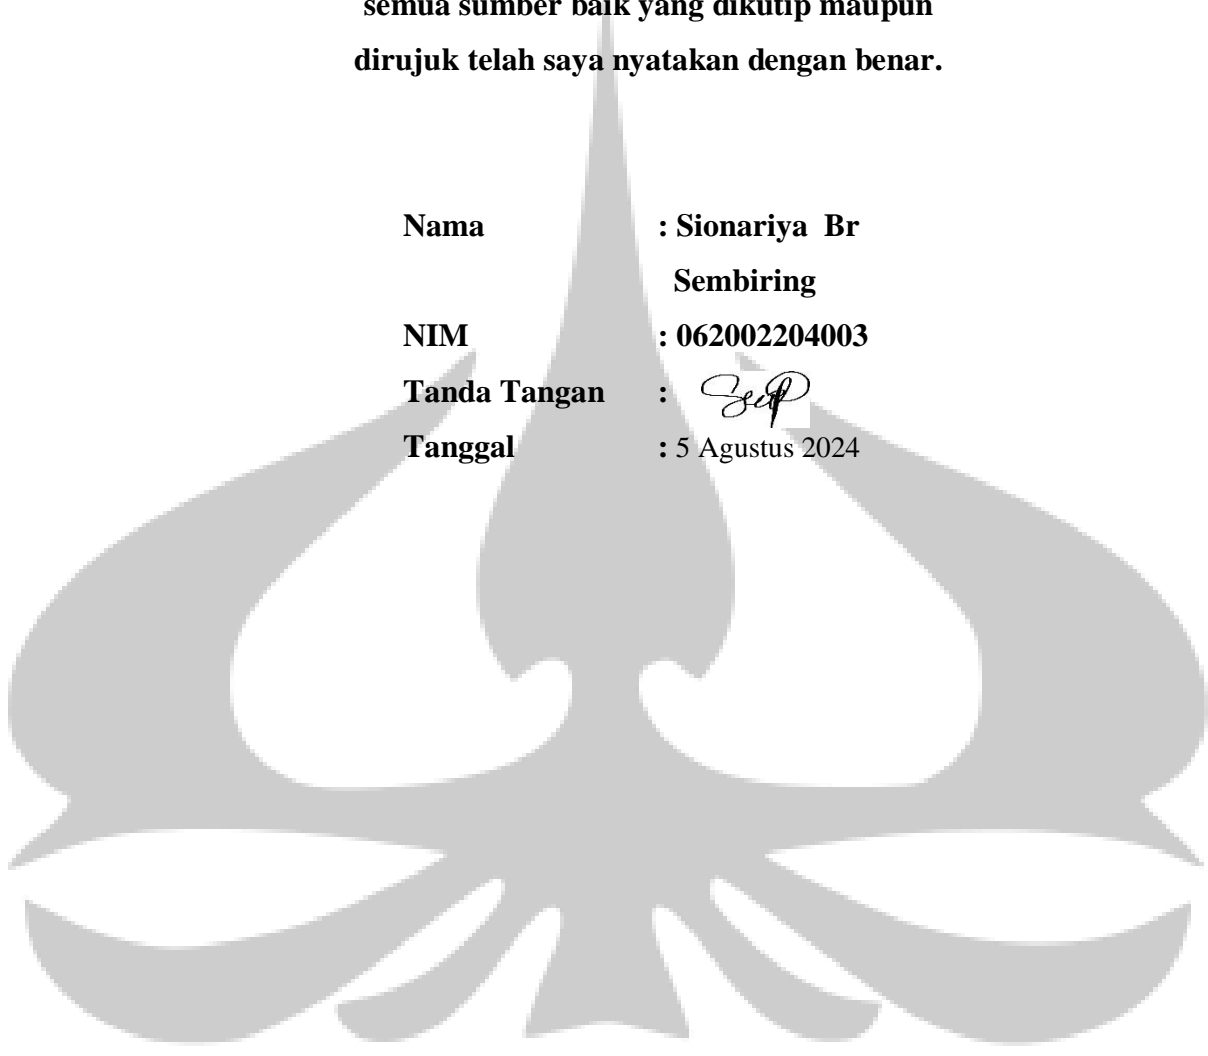 semua sumber baik yang dikutip maupun
dirujuk telah saya nyatakan dengan benar.
Nama : Sionariya Br
Sembiring
NIM : 062002204003
Tanda Tangan :
Tanggal : 5 Agustus 2024